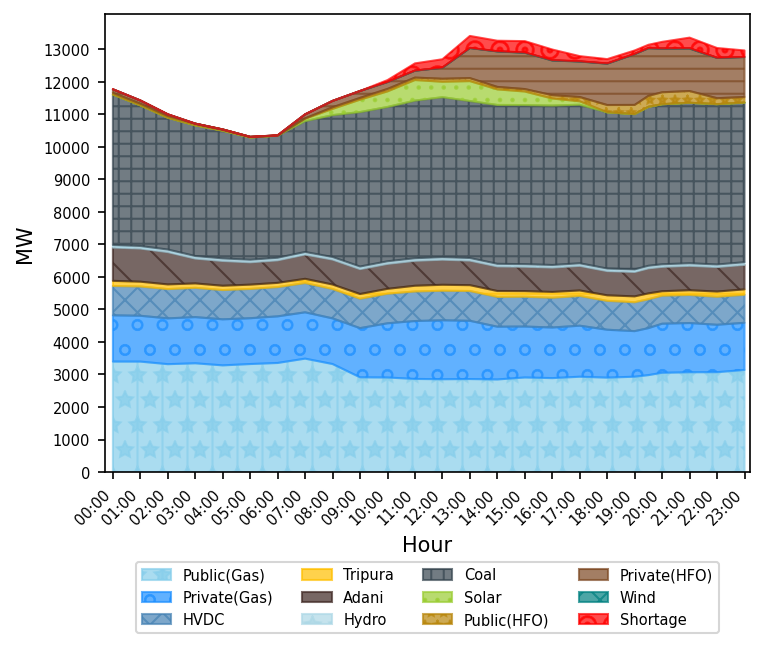 MW
13000
12000
11000
10000
9000
8000
7000
6000
5000
4000
3000
2000
1000
0
00:00 01:00 02:00 03:00 04:00 05:00 06:00 07:00 08:00 09:00 10:00 11:00 12:00 13:00 14:00 15:00 16:00 17:00 18:00 19:00 20:00 21:00 22:00 23:00
Hour
Public(Gas) Tripura Coal Private(HFO)
Private(Gas) Adani Solar Wind
HVDC Hydro Public(HFO) Shortage